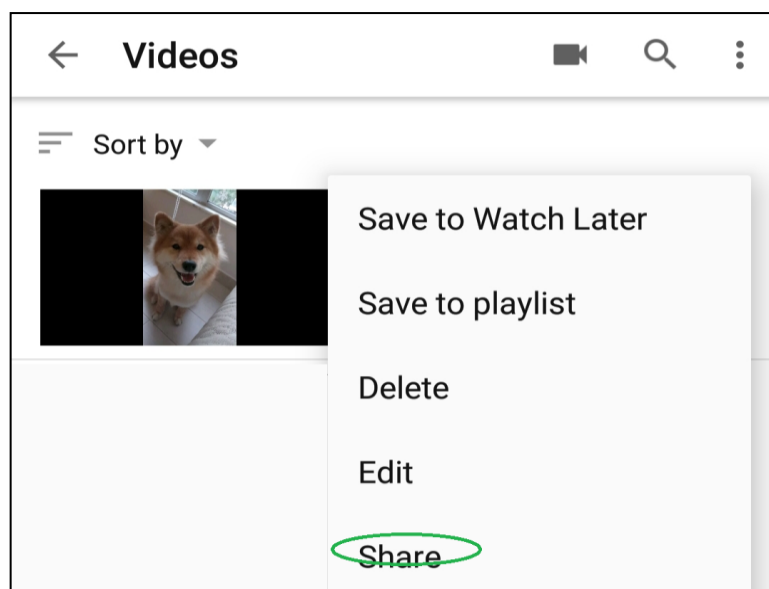 Videos
Sort by
Save to Watch Later
Save to playlist
Delete
Edit
Share